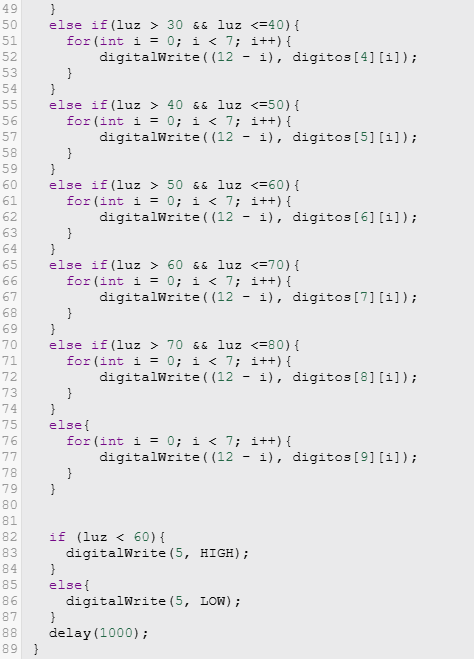 49 }
50 else if(luz > 30 && luz <=40){
51 for(int i = 0; i < 7; i++){
52 digitalWrite((12 - i), digitos[4][i]);
53 }
54 }
55 else if(luz > 40 && luz <=50){
56 for(int i = 0; i < 7; i++){
57 digitalWrite((12 - i), digitos[5][i]);
58 }
59 }
60 else if(luz > 50 && luz <=60){
61 for(int i = 0; i < 7; i++){
62 digitalWrite((12 - i), digitos[6][i]);
63 }
64 }
65 else if(luz > 60 && luz <=70){
66 for(int i = 0; i < 7; i++){
67 digitalWrite((12 - i), digitos[7][i]);
68 }
69 }
70 else if(luz > 70 && luz <=80){
71 for(int i = 0; i < 7; i++){
72 digitalWrite((12 - i), digitos[8][i]);
73 }
74 }
75 else{
76 for(int i = 0; i < 7; i++){
77 digitalWrite((12 - i), digitos[9][i]);
78 }
79 }
80
81
82 if (luz < 60){
83 digitalWrite(5, HIGH);
84 }
85 else{
86 digitalWrite(5, LOW);
87 }
88 delay(1000);
89 }